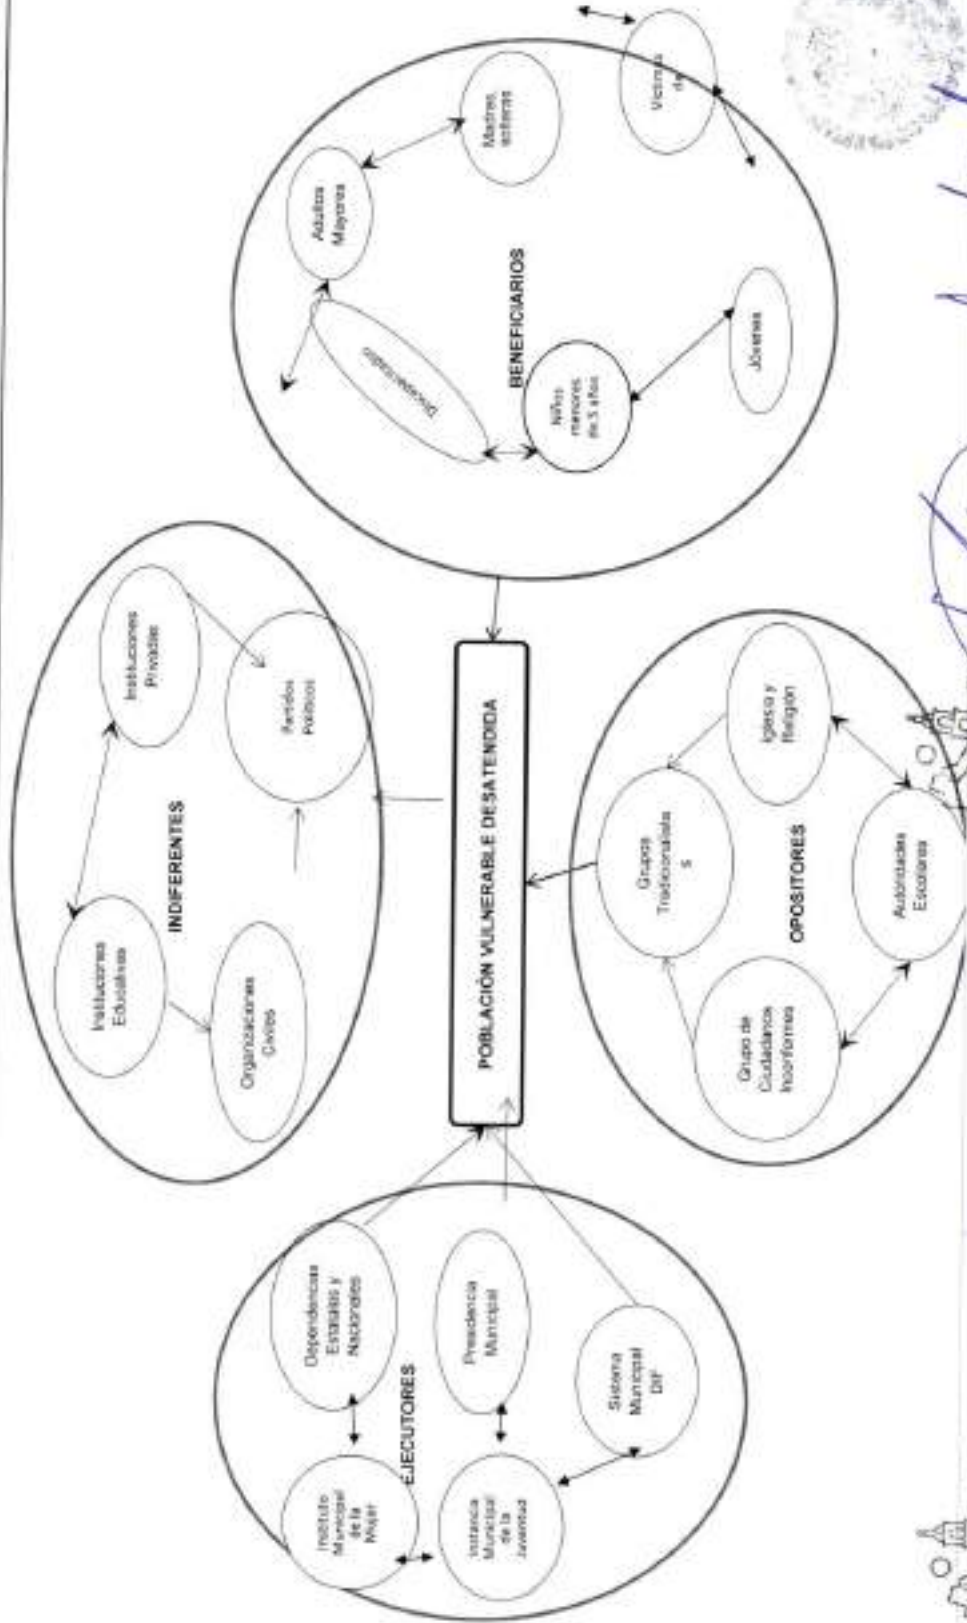 INDIFERENTES
Instituciones
Educativas
Instituciones
Privadas
Organizaciones
Civiles
Partidos
Políticos
EJECUTORES
Instituto
Municipal
de la
Mujer
Dependencias
Estatales y
Nacionales
Instancia
Municipal
de la
Juventud
Presidencia
Municipal
Sistema
Municipal
DIF
POBLACIÓN VULNERABLE DESATENDIDA
BENEFICIARIOS
Discapacitados
Adultos
Mayores
Madres
solteras
Niños
menores
de 5 años
Jóvenes
Víctimas
de
OPOSITORES
Grupos
Tradicionalista
s
Grupo de
Ciudadanos
Inconformes
Iglesia y
Religión
Autoridades
Escolares